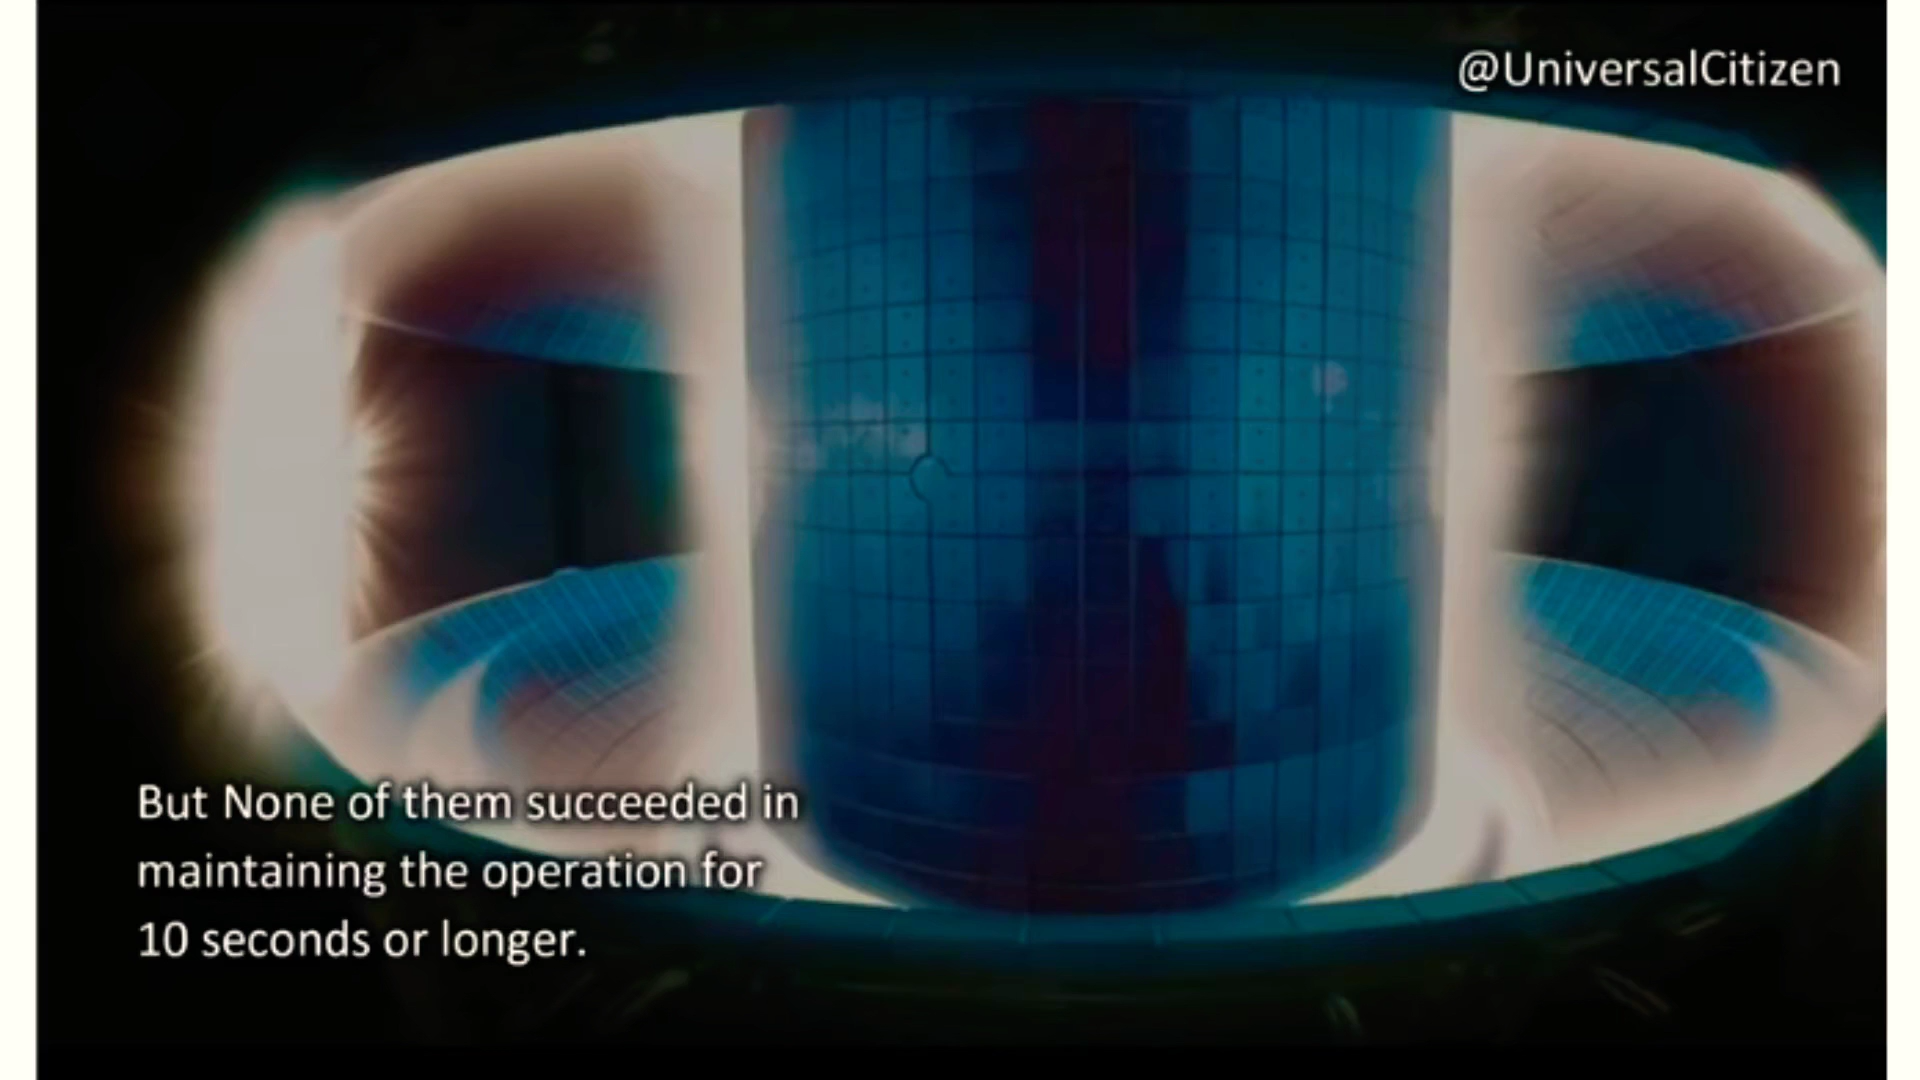 @UniversalCitizen
But None of them succeeded in
maintaining the operation for
10 seconds or longer.